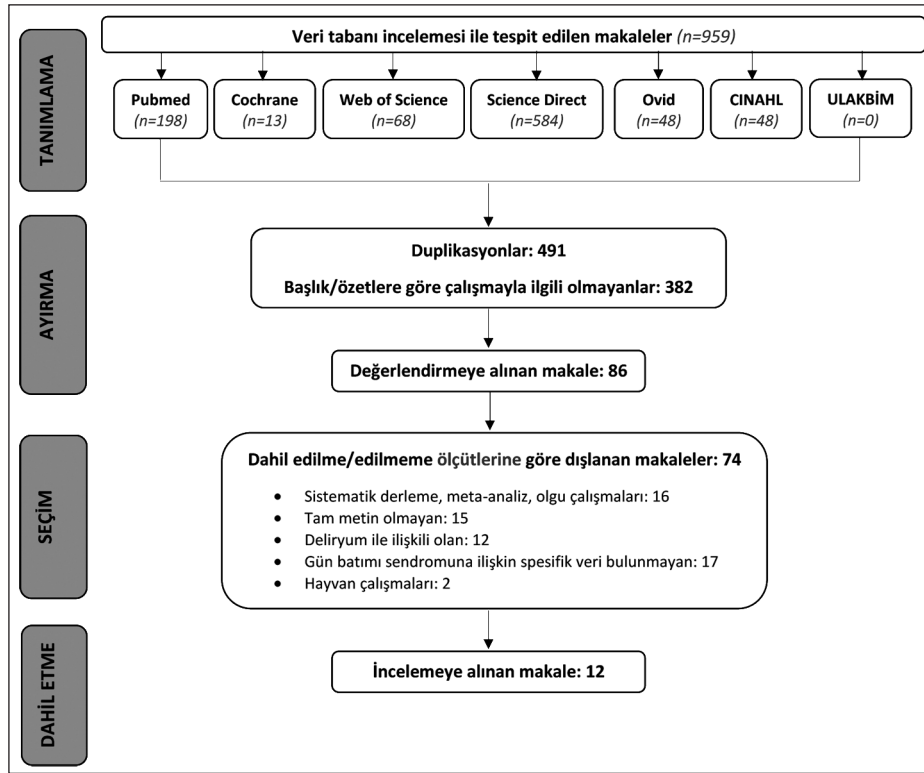 Veri tabanı incelemesi ile tespit edilen makaleler (n=959)
TANIMLAMA
Pubmed
(n=198)
Cochrane
(n=13)
Web of Science
(n=68)
Science Direct
(n=584)
Ovid
(n=48)
CINAHL
(n=48)
ULAKBİM
(n=0)
AYIRMA
Duplikasyonlar: 491
Başlık/özetlere göre çalışmayla ilgili olmayanlar: 382
Değerlendirmeye alınan makale: 86
SEÇİM
Dahil edilme/edilmeme ölçütlerine göre dışlanan makaleler: 74
• Sistematik derleme, meta-analiz, olgu çalışmaları: 16
• Tam metin olmayan: 15
• Deliryum ile ilişkili olan: 12
• Gün batımı sendromuna ilişkin spesifik veri bulunmayan: 17
• Hayvan çalışmaları: 2
DAHİL ETME
İncelemeye alınan makale: 12